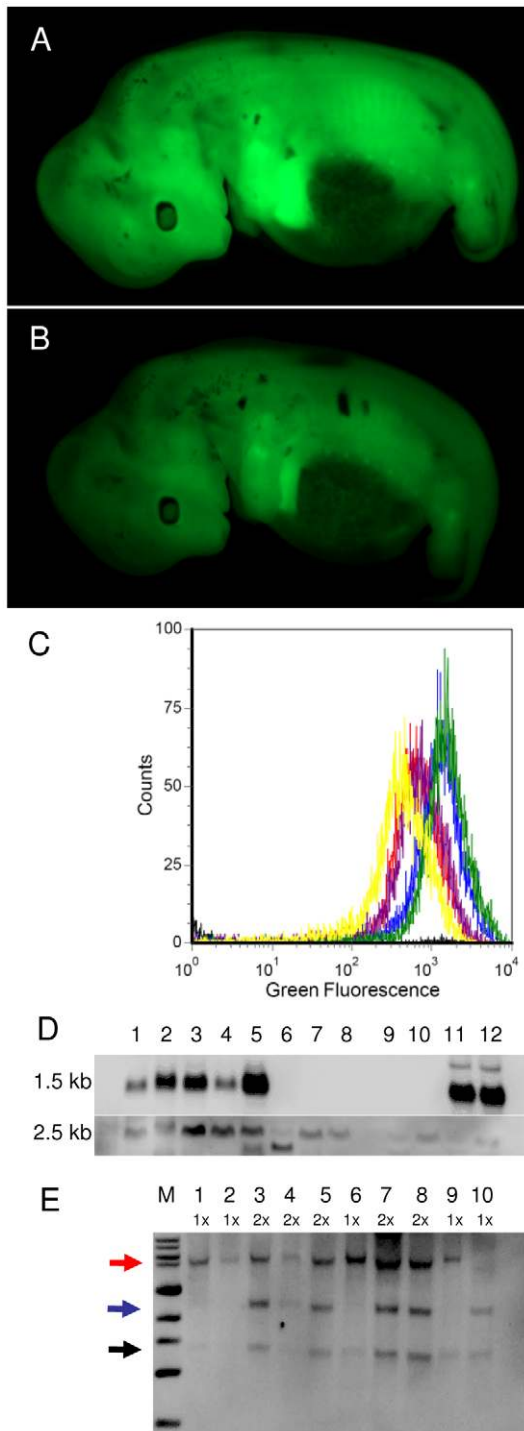 A
B
C
100
75
50
25
0
Counts
10⁰ 10¹ 10² 10³ 10⁴
Green Fluorescence
D
1 2 3 4 5 6 7 8 9 10 11 12
1.5 kb
2.5 kb
E
M 1 2 3 4 5 6 7 8 9 10
1x 1x 2x 2x 2x 1x 2x 2x 1x 1x